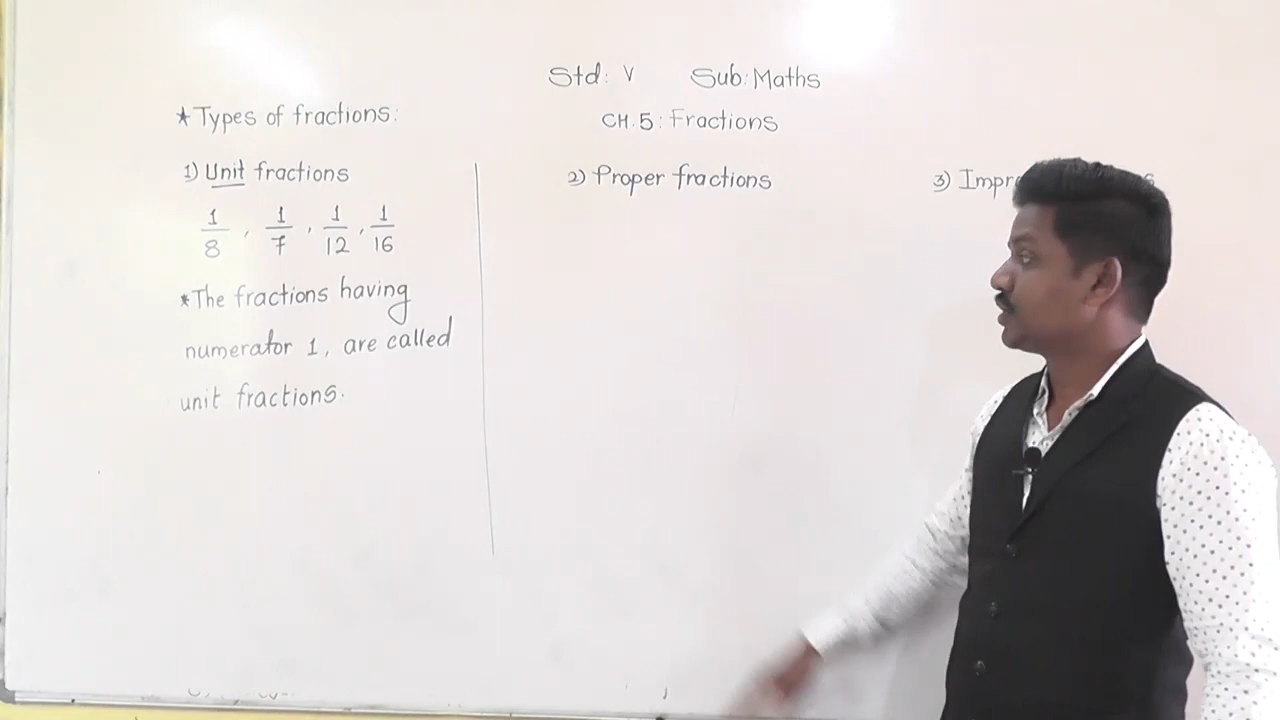 Std: V Sub: Maths
CH.5: Fractions
* Types of fractions:
1) Unit fractions
1/8, 1/7, 1/12, 1/16
* The fractions having
numerator 1, are called
unit fractions.
2) Proper fractions
3)